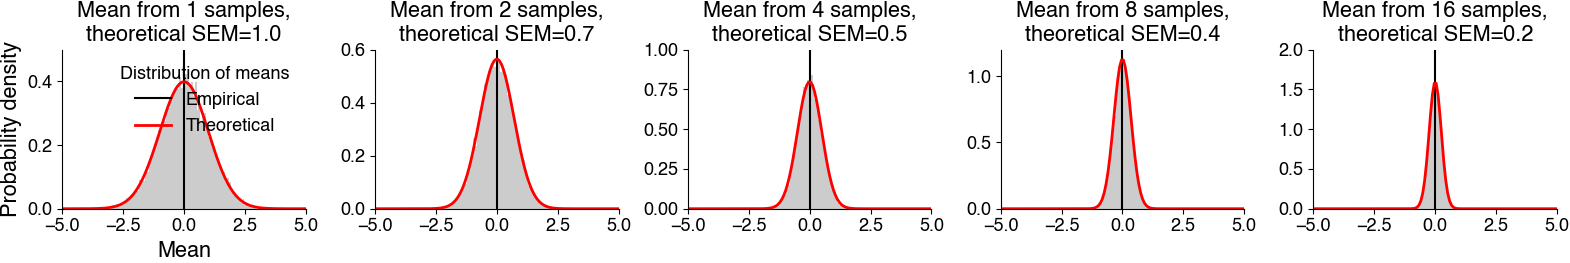 Mean from 1 samples,
theoretical SEM=1.0
Probability density
0.4
0.2
0.0
Distribution of means
Empirical
Theoretical
−5.0 −2.5 0.0 2.5 5.0
Mean
Mean from 2 samples,
theoretical SEM=0.7
0.6
0.4
0.2
0.0
−5.0 −2.5 0.0 2.5 5.0
Mean from 4 samples,
theoretical SEM=0.5
1.00
0.75
0.50
0.25
0.00
−5.0 −2.5 0.0 2.5 5.0
Mean from 8 samples,
theoretical SEM=0.4
1.0
0.5
0.0
−5.0 −2.5 0.0 2.5 5.0
Mean from 16 samples,
theoretical SEM=0.2
2.0
1.5
1.0
0.5
0.0
−5.0 −2.5 0.0 2.5 5.0